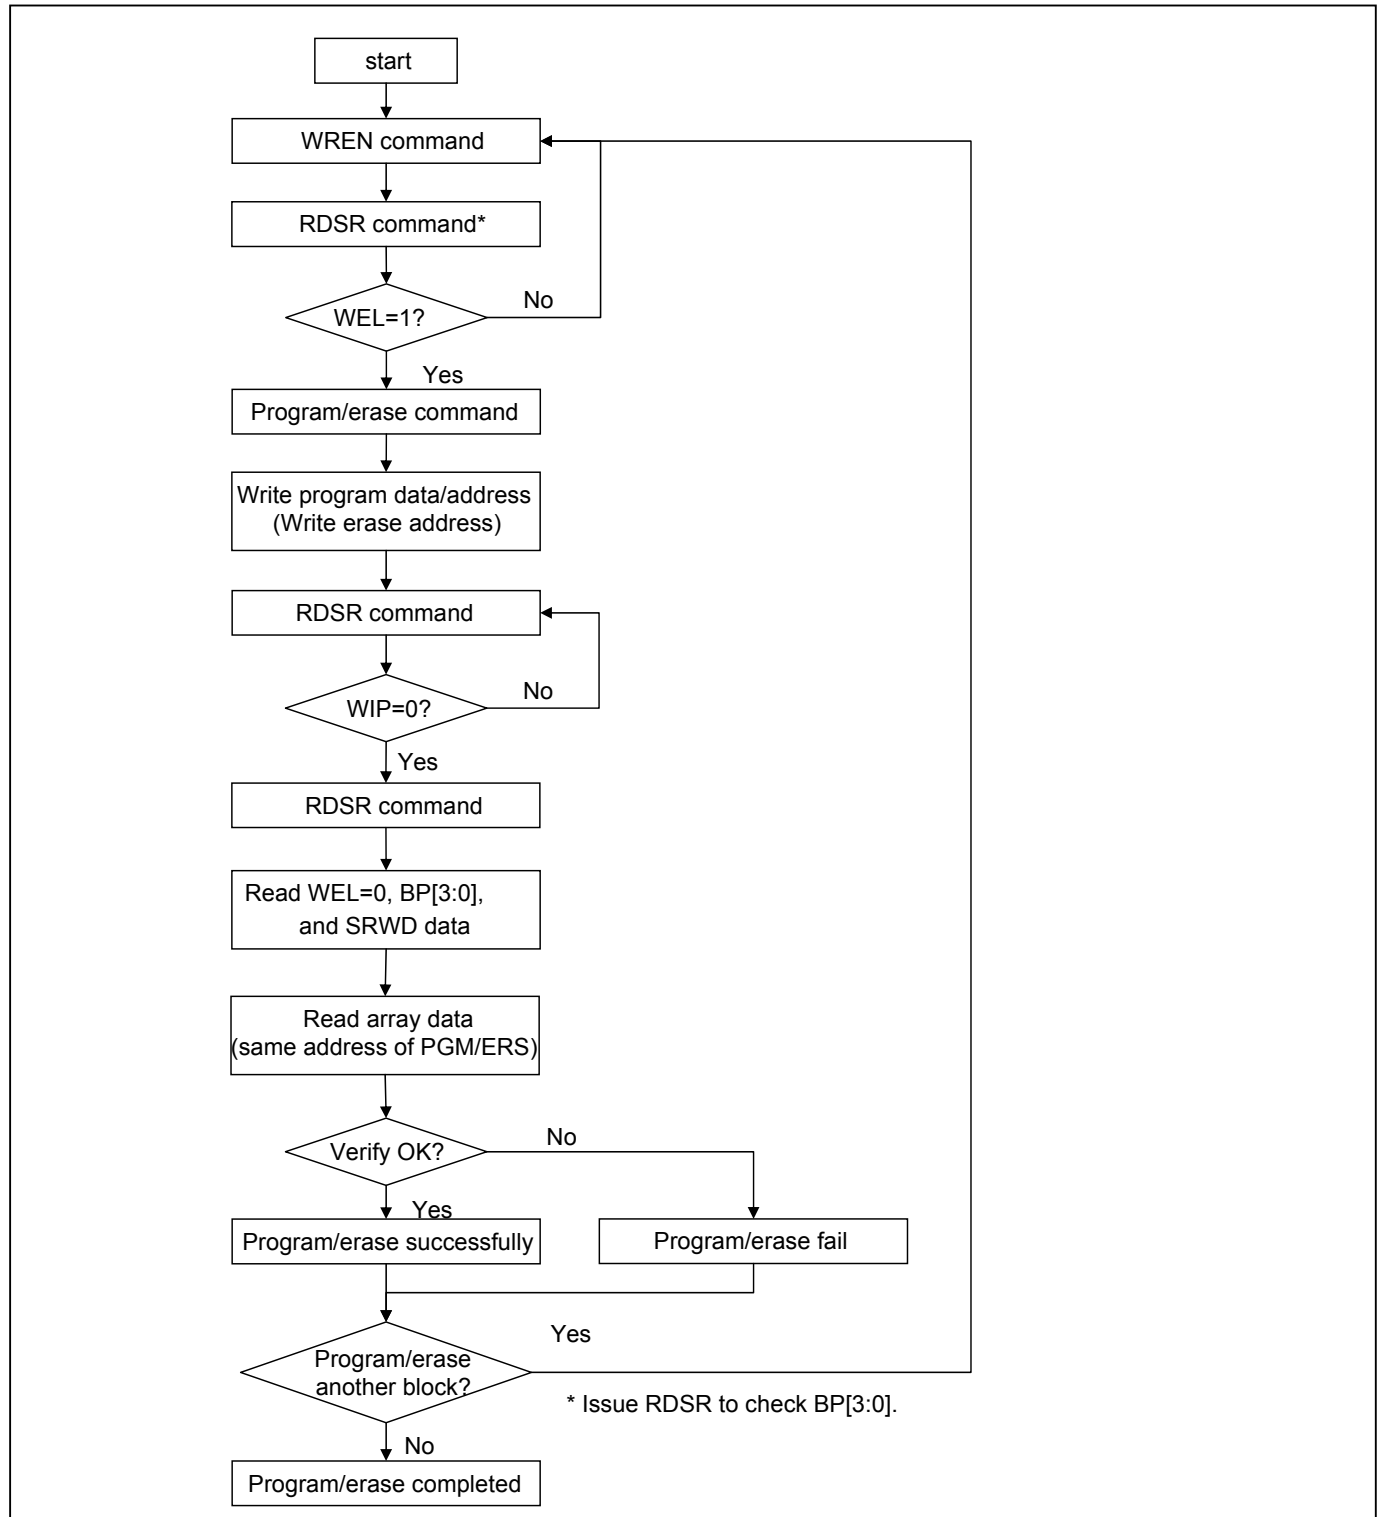 start
WREN command
RDSR command*
WEL=1?
No
Yes
Program/erase command
Write program data/address
(Write erase address)
RDSR command
WIP=0?
No
Yes
RDSR command
Read WEL=0, BP[3:0],
and SRWD data
Read array data
(same address of PGM/ERS)
Verify OK?
No
Yes
Program/erase successfully
Program/erase fail
Program/erase
another block?
Yes
* Issue RDSR to check BP[3:0].
No
Program/erase completed